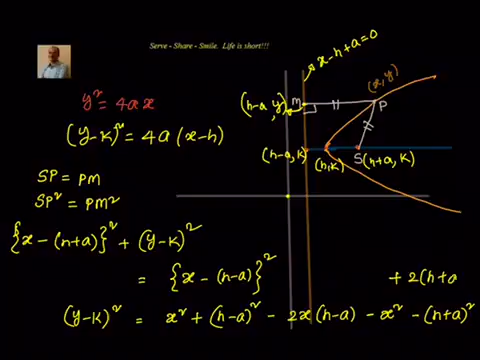 Serve - Share - Smile. Life is short!!!
x-h+a=0
(x, y)
y² = 4ax
(h-a, y)
M
P
(y-k)² = 4a (x-h)
(h-a, k)
(h,k)
S (h+a, k)
SP = PM
SP² = PM²
{x - (h+a)}² + (y-k)²
= {x - (h-a)}²
+ 2(h+a
(y-k)² = x² + (h-a)² - 2x(h-a) - x² - (h+a)²